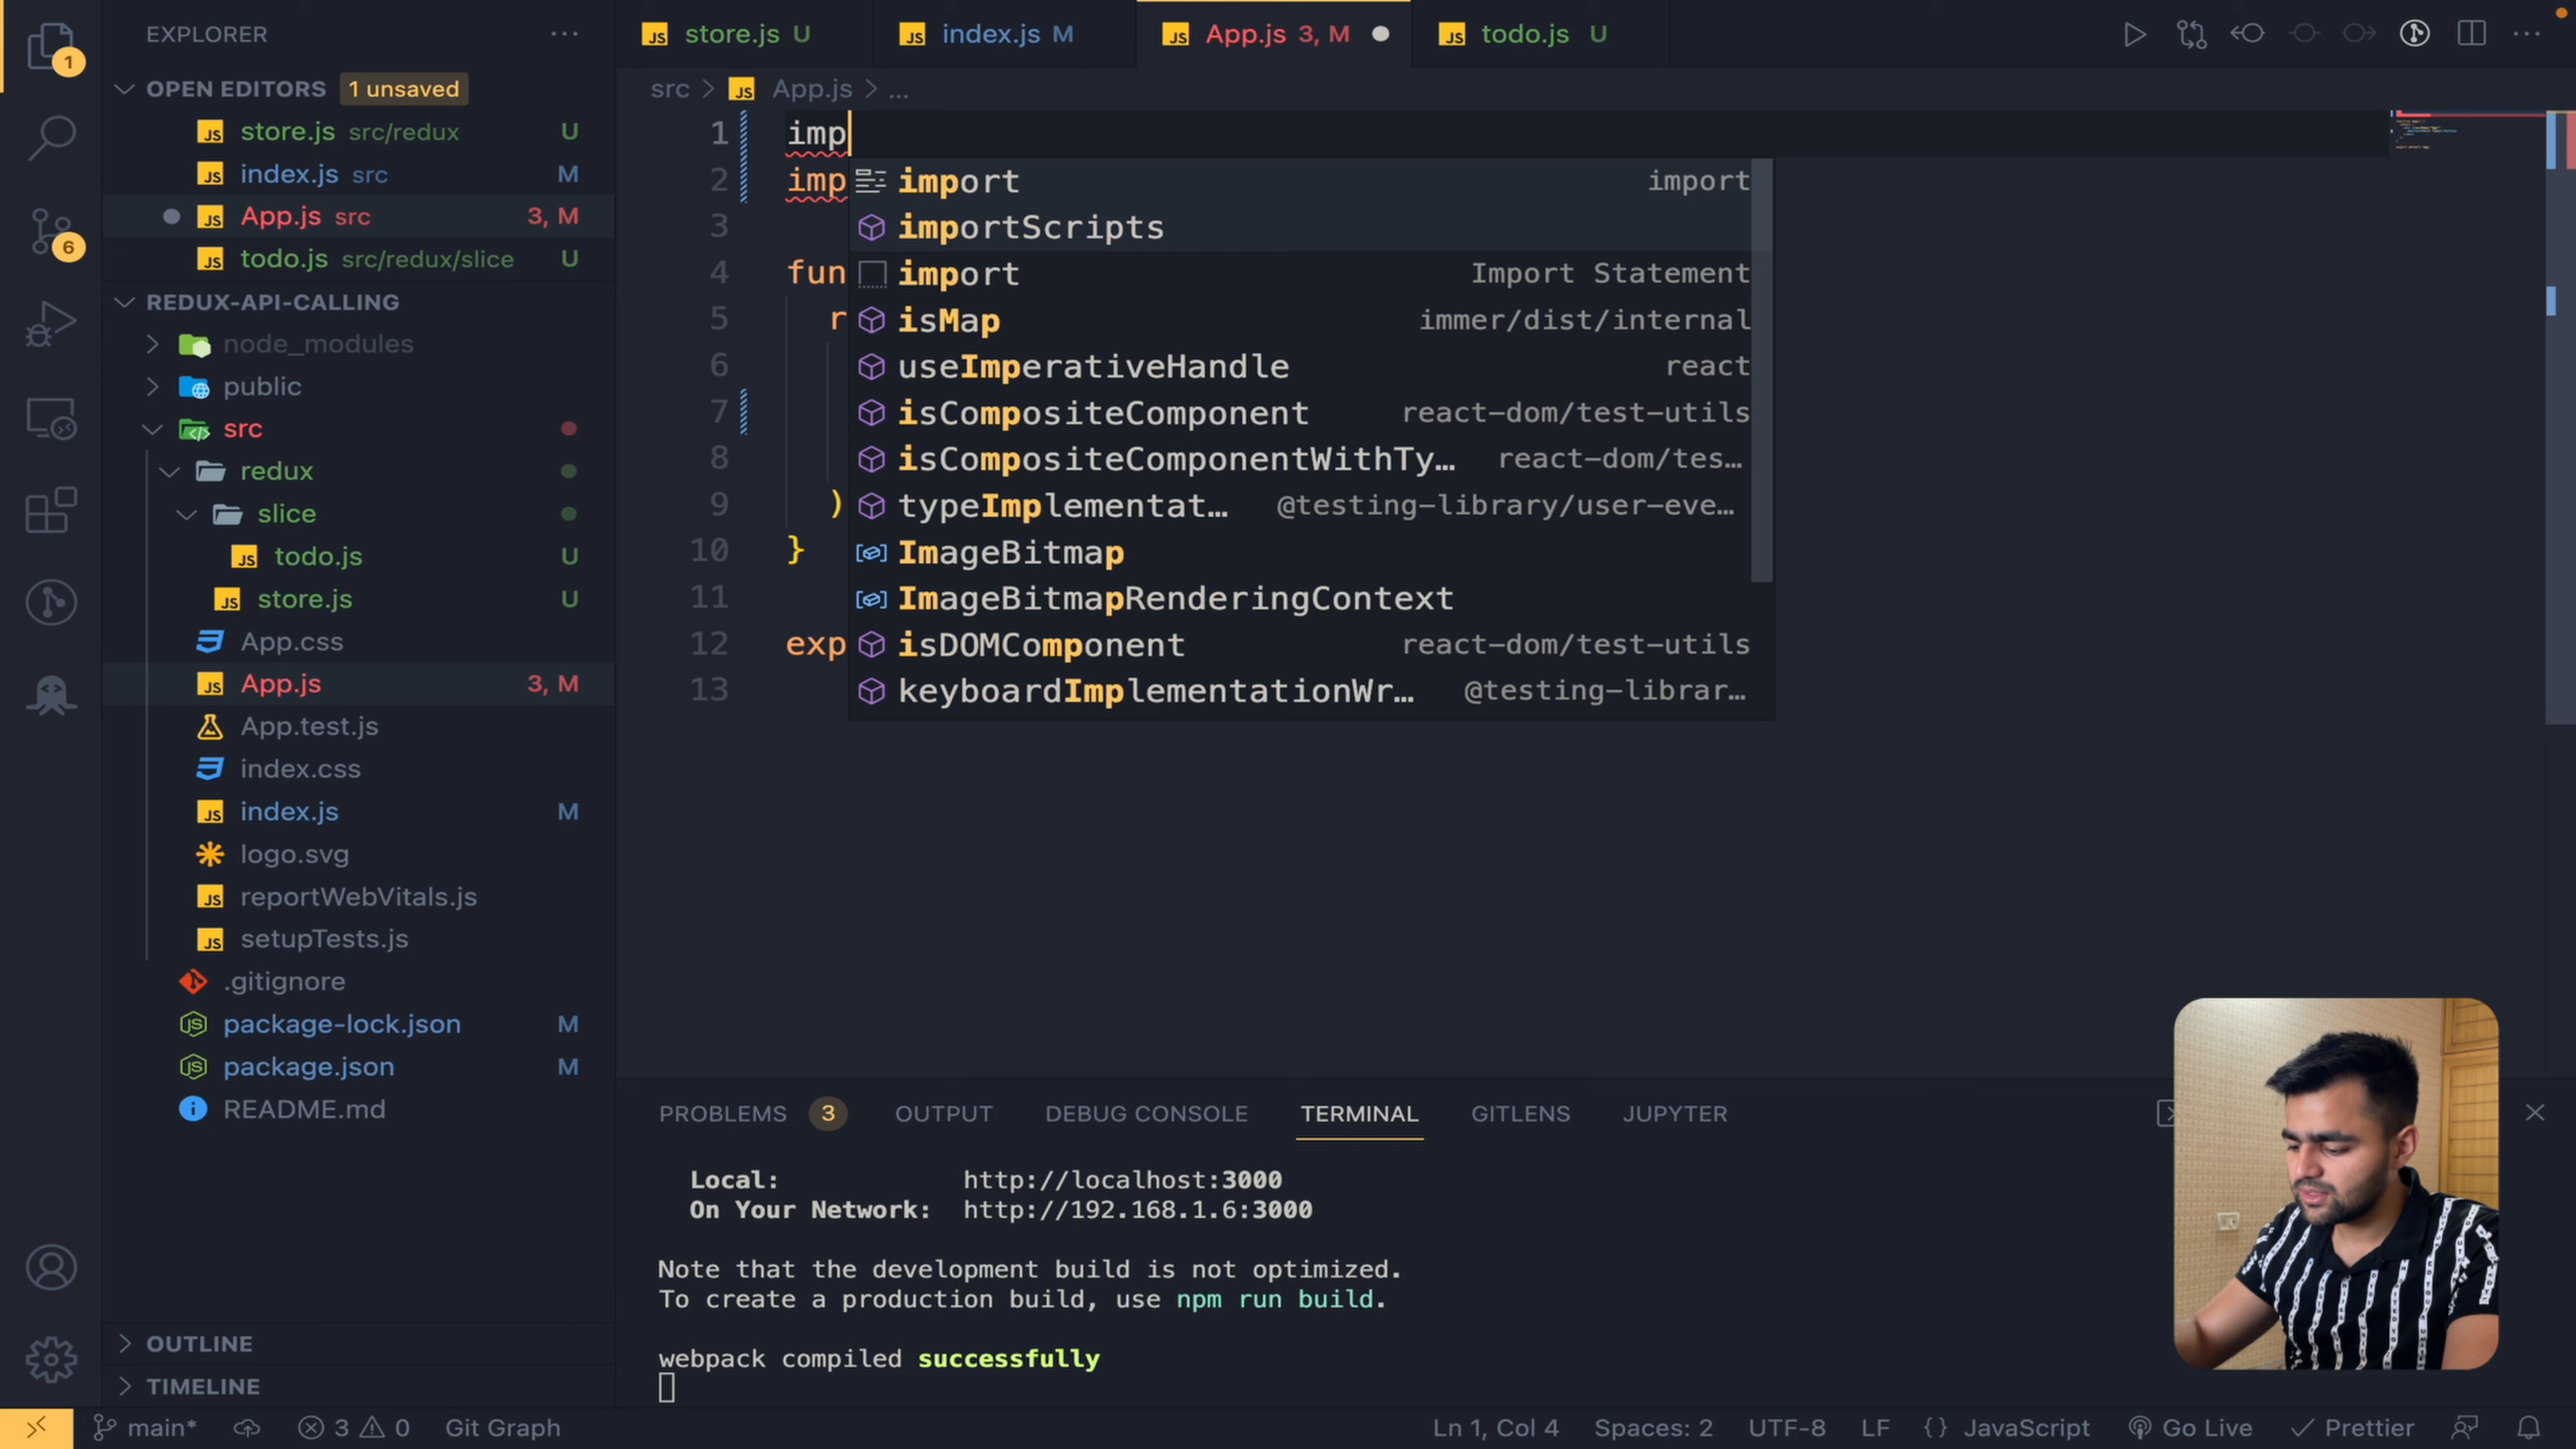 EXPLORER
OPEN EDITORS 1 unsaved
store.js src/redux U
index.js src M
App.js src 3, M
todo.js src/redux/slice U
REDUX-API-CALLING
node_modules
public
src
redux
slice
todo.js U
store.js U
App.css
App.js 3, M
App.test.js
index.css
index.js M
logo.svg
reportWebVitals.js
setupTests.js
.gitignore
package-lock.json M
package.json M
README.md
OUTLINE
TIMELINE
1
6
store.js U
index.js M
App.js 3, M
todo.js U
src > App.js > ...
1 imp
2 imp
3
4 fun
5 r
6
7
8
9 )
10 }
11
12 exp
13
import import
importScripts
import Import Statement
isMap immer/dist/internal
useImperativeHandle react
isCompositeComponent react-dom/test-utils
isCompositeComponentWithTy… react-dom/tes…
typeImplementat… @testing-library/user-eve…
ImageBitmap
ImageBitmapRenderingContext
isDOMComponent react-dom/test-utils
keyboardImplementationWr… @testing-librar…
PROBLEMS 3 OUTPUT DEBUG CONSOLE TERMINAL GITLENS JUPYTER
Local: http://localhost:3000
On Your Network: http://192.168.1.6:3000
Note that the development build is not optimized.
To create a production build, use npm run build.
webpack compiled successfully
main* 3 0 Git Graph Ln 1, Col 4 Spaces: 2 UTF-8 LF {} JavaScript Go Live Prettier